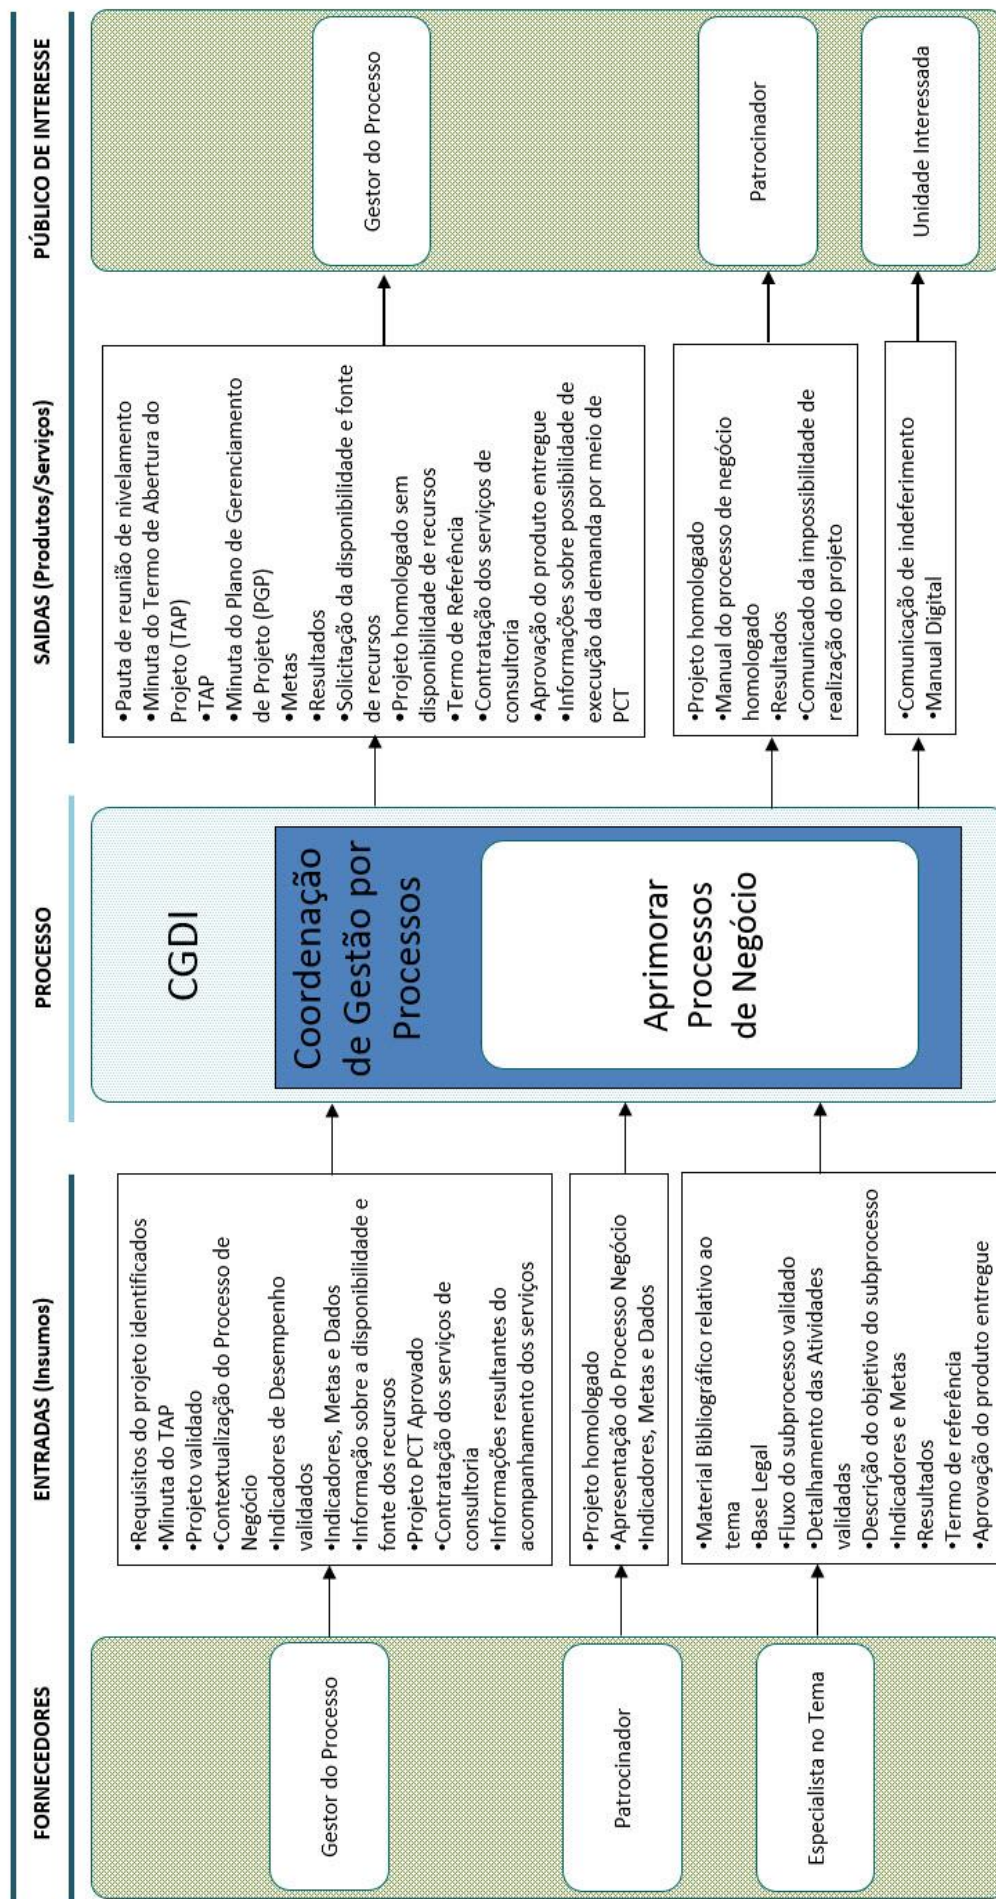 FORNECEDORES
ENTRADAS (Insumos)
PROCESSO
SAIDAS (Produtos/Serviços)
PÚBLICO DE INTERESSE
Gestor do Processo
Patrocinador
Especialista no Tema
•Requisitos do projeto identificados
•Minuta do TAP
•Projeto validado
•Contextualização do Processo de
Negócio
•Indicadores de Desempenho
validados
•Indicadores, Metas e Dados
•Informação sobre a disponibilidade e
fonte dos recursos
•Projeto PCT Aprovado
•Contratação dos serviços de
consultoria
•Informações resultantes do
acompanhamento dos serviços
•Projeto homologado
•Apresentação do Processo Negócio
•Indicadores, Metas e Dados
•Material Bibliográfico relativo ao
tema
•Base Legal
•Fluxo do subprocesso validado
•Detalhamento das Atividades
validadas
•Descrição do objetivo do subprocesso
•Indicadores e Metas
•Resultados
•Termo de referência
•Aprovação do produto entregue
CGDI
Coordenação
de Gestão por
Processos
Aprimorar
Processos
de Negócio
•Pauta de reunião de nivelamento
•Minuta do Termo de Abertura do
Projeto (TAP)
•TAP
•Minuta do Plano de Gerenciamento
de Projeto (PGP)
•Metas
•Resultados
•Solicitação da disponibilidade e fonte
de recursos
•Projeto homologado sem
disponibilidade de recursos
•Termo de Referência
•Contratação dos serviços de
consultoria
•Aprovação do produto entregue
•Informações sobre possibilidade de
execução da demanda por meio de
PCT
•Projeto homologado
•Manual do processo de negócio
homologado
•Resultados
•Comunicado da impossibilidade de
realização do projeto
•Comunicação de indeferimento
•Manual Digital
Gestor do Processo
Patrocinador
Unidade Interessada